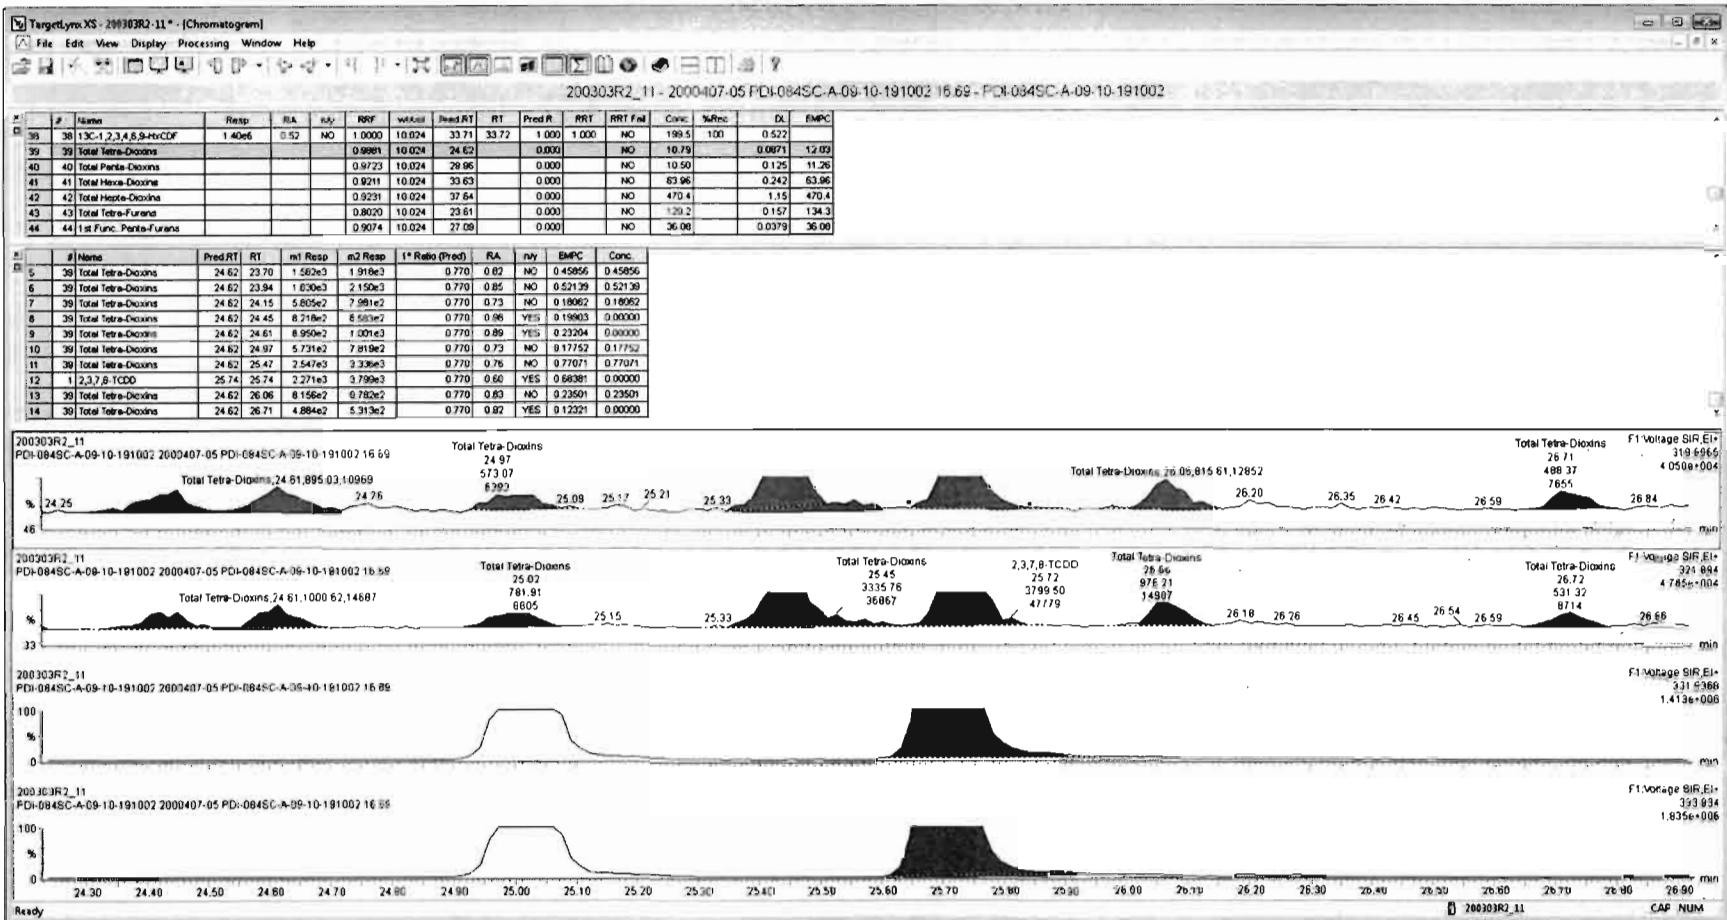 TargetLynx XS - 200303R2-11 * - [Chromatogram]
File Edit View Display Processing Window Help
200303R2_11 - 2000407-05 PDI-084SC-A-09-10-191002 16.69 - PDI-084SC-A-09-10-191002
# Name Resp RA n/y RRF wt/vol Pred.RT RT Pred R RRT RRT Fail Conc. %Rec DL EMPC
38 38 13C-1,2,3,4,6,9-HxCDF 1.40e6 0.52 NO 1.0000 10.024 33.71 33.72 1.000 1.000 NO 199.5 100 0.522
39 39 Total Tetra-Dioxins 0.9881 10.024 24.62 0.000 NO 10.79 0.0871 12.03
40 40 Total Penta-Dioxins 0.9723 10.024 28.96 0.000 NO 10.50 0.125 11.26
41 41 Total Hexa-Dioxins 0.9211 10.024 33.63 0.000 NO 63.96 0.242 63.96
42 42 Total Hepta-Dioxins 0.9231 10.024 37.64 0.000 NO 470.4 1.15 470.4
43 43 Total Tetra-Furans 0.8020 10.024 23.61 0.000 NO 0.157 134.3
44 44 1st Func. Penta-Furans 0.9074 10.024 27.09 0.000 NO 36.08 0.0379 36.08
# Name Pred.RT RT m1 Resp m2 Resp 1° Ratio (Pred) RA n/y EMPC Conc.
5 39 Total Tetra-Dioxins 24.62 23.70 1.582e3 1.918e3 0.770 0.82 NO 0.45856 0.45856
6 39 Total Tetra-Dioxins 24.62 23.94 1.830e3 2.150e3 0.770 0.85 NO 0.52139 0.52139
7 39 Total Tetra-Dioxins 24.62 24.15 5.805e2 7.981e2 0.770 0.73 NO 0.18062 0.18062
8 39 Total Tetra-Dioxins 24.62 24.45 8.218e2 8.583e2 0.770 0.96 YES 0.19903 0.00000
9 39 Total Tetra-Dioxins 24.62 24.61 8.950e2 1.001e3 0.770 0.89 YES 0.23204 0.00000
10 39 Total Tetra-Dioxins 24.62 24.97 5.731e2 7.819e2 0.770 0.73 NO 0.17752 0.17752
11 39 Total Tetra-Dioxins 24.62 25.47 2.547e3 3.336e3 0.770 0.76 NO 0.77071 0.77071
12 1 2,3,7,8-TCDD 25.74 25.74 2.271e3 3.799e3 0.770 0.60 YES 0.68381 0.00000
13 39 Total Tetra-Dioxins 24.62 26.06 8.156e2 9.782e2 0.770 0.83 NO 0.23501 0.23501
14 39 Total Tetra-Dioxins 24.62 26.71 4.884e2 5.313e2 0.770 0.92 YES 0.12321 0.00000
200303R2_11
PDI-084SC-A-09-10-191002 2000407-05 PDI-084SC-A-09-10-191002 16.69
F1:Voltage SIR,EI+
319.8965
4.050e+004
Total Tetra-Dioxins,24.61,895.03,10969
Total Tetra-Dioxins
24.97
573.07
6393
Total Tetra-Dioxins,26.06,815.61,12852
Total Tetra-Dioxins
26.71
488.37
7655
24.25 24.76 25.09 25.17 25.21 25.33 26.20 26.35 26.42 26.59 26.84
%
46
min
200303R2_11
PDI-084SC-A-09-10-191002 2000407-05 PDI-084SC-A-09-10-191002 16.69
F1:Voltage SIR,EI+
321.894
4.785e+004
Total Tetra-Dioxins,24.61,1000.62,14687
Total Tetra-Dioxins
25.02
781.91
8805
Total Tetra-Dioxins
25.45
3335.76
36867
2,3,7,8-TCDD
25.72
3799.50
47779
Total Tetra-Dioxins
976.21
14987
Total Tetra-Dioxins
26.72
531.32
8714
25.15 25.33 26.18 26.26 26.45 26.54 26.59 26.86
%
33
min
200303R2_11
PDI-084SC-A-09-10-191002 2000407-05 PDI-084SC-A-09-10-191002 16.69
F1:Voltage SIR,EI+
331.9368
1.413e+006
100
%
0
min
200303R2_11
PDI-084SC-A-09-10-191002 2000407-05 PDI-084SC-A-09-10-191002 16.69
F1:Voltage SIR,EI+
333.934
1.835e+006
100
%
0
min
24.30 24.40 24.50 24.60 24.70 24.80 24.90 25.00 25.10 25.20 25.30 25.40 25.50 25.60 25.70 25.80 25.90 26.00 26.10 26.20 26.30 26.40 26.50 26.60 26.70 26.80 26.90
Ready
200303R2_11
CAP NUM